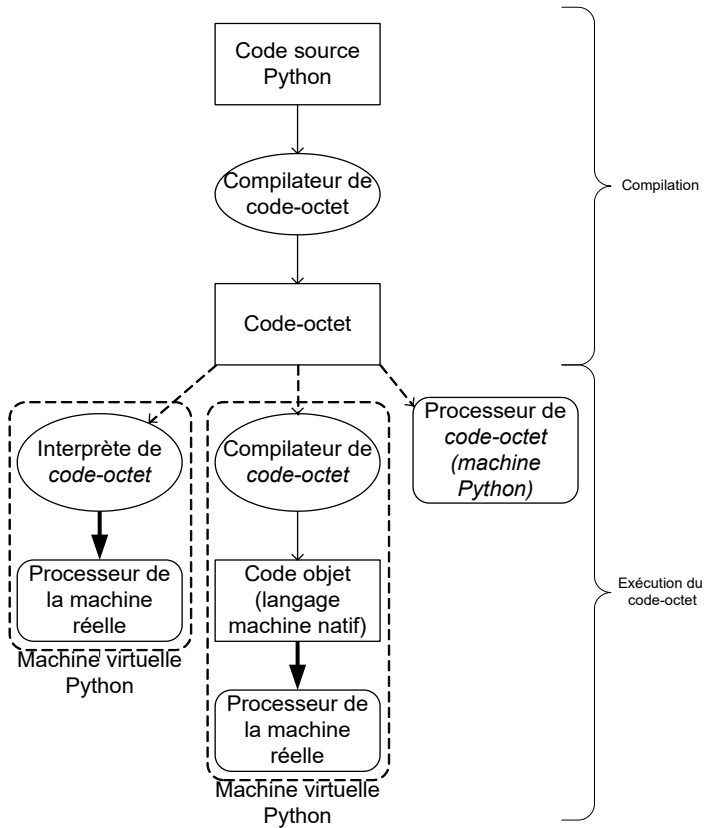 Code source
Python
Compilateur de
code-octet
Compilation
Code-octet
Interprète de
code-octet
Processeur de
la machine
réelle
Machine virtuelle
Python
Compilateur de
code-octet
Code objet
(langage
machine natif)
Processeur de
la machine
réelle
Machine virtuelle
Python
Processeur de
code-octet
(machine
Python)
Exécution du
code-octet